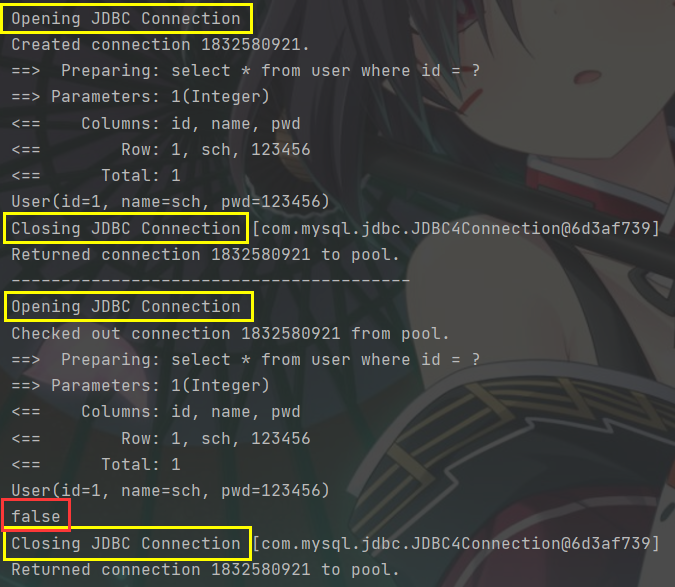 Opening JDBC Connection
Created connection 1832580921.
==>  Preparing: select * from user where id = ?
==> Parameters: 1(Integer)
<==    Columns: id, name, pwd
<==        Row: 1, sch, 123456
<==      Total: 1
User(id=1, name=sch, pwd=123456)
Closing JDBC Connection [com.mysql.jdbc.JDBC4Connection@6d3af739]
Returned connection 1832580921 to pool.
----------------------------------------
Opening JDBC Connection
Checked out connection 1832580921 from pool.
==>  Preparing: select * from user where id = ?
==> Parameters: 1(Integer)
<==    Columns: id, name, pwd
<==        Row: 1, sch, 123456
<==      Total: 1
User(id=1, name=sch, pwd=123456)
false
Closing JDBC Connection [com.mysql.jdbc.JDBC4Connection@6d3af739]
Returned connection 1832580921 to pool.